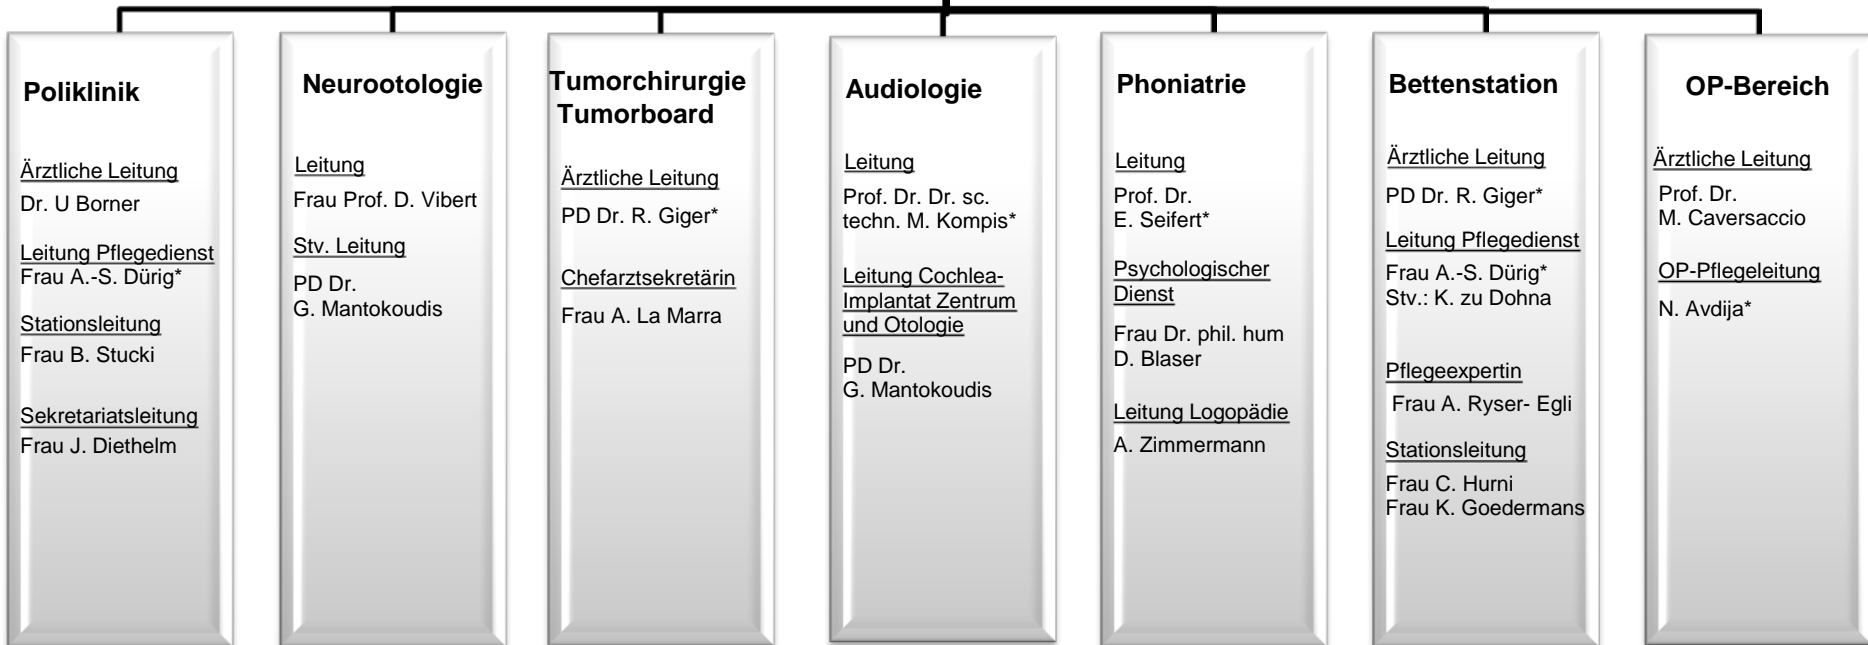 Poliklinik
Ärztliche Leitung
Dr. U Borner
Leitung Pflegedienst
Frau A.-S. Dürig*
Stationsleitung
Frau B. Stucki
Sekretariatsleitung
Frau J. Diethelm
Neurootologie
Leitung
Frau Prof. D. Vibert
Stv. Leitung
PD Dr.
G. Mantokoudis
Tumorchirurgie
Tumorboard
Ärztliche Leitung
PD Dr. R. Giger*
Chefarztsekretärin
Frau A. La Marra
Audiologie
Leitung
Prof. Dr. Dr. sc.
techn. M. Kompis*
Leitung Cochlea-
Implantat Zentrum
und Otologie
PD Dr.
G. Mantokoudis
Phoniatrie
Leitung
Prof. Dr.
E. Seifert*
Psychologischer
Dienst
Frau Dr. phil. hum
D. Blaser
Leitung Logopädie
A. Zimmermann
Bettenstation
Ärztliche Leitung
PD Dr. R. Giger*
Leitung Pflegedienst
Frau A.-S. Dürig*
Stv.: K. zu Dohna
Pflegeexpertin
Frau A. Ryser- Egli
Stationsleitung
Frau C. Hurni
Frau K. Goedermans
OP-Bereich
Ärztliche Leitung
Prof. Dr.
M. Caversaccio
OP-Pflegeleitung
N. Avdija*